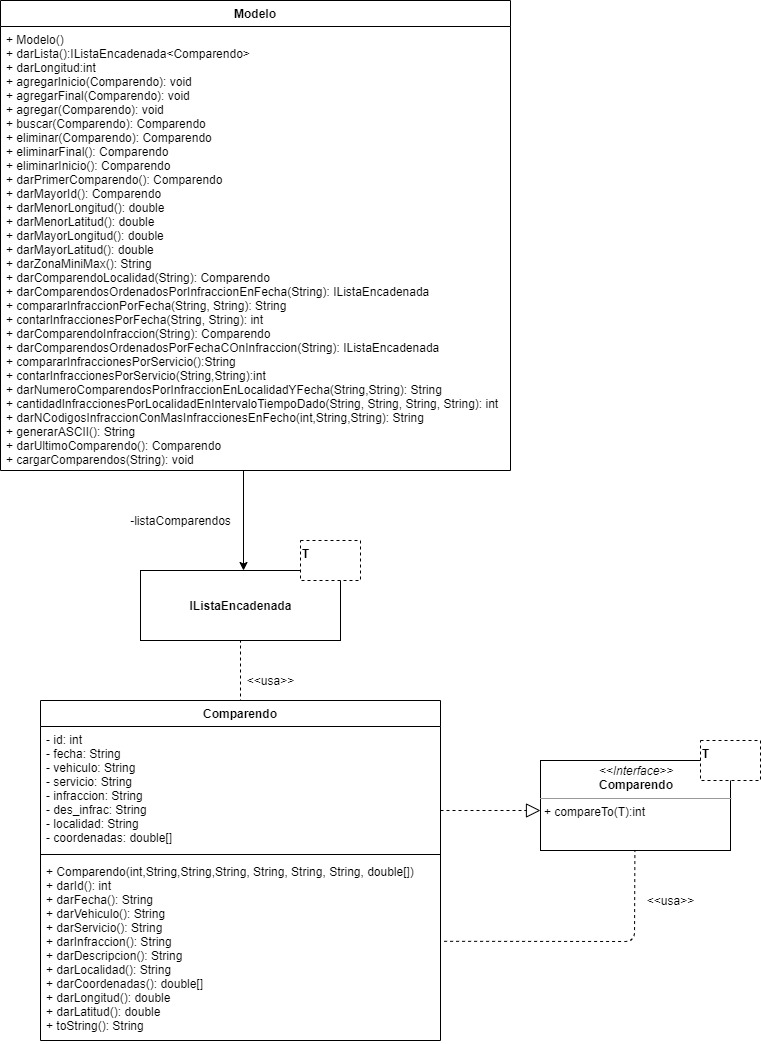 Modelo
+ Modelo()
+ darLista():IListaEncadenada<Comparendo>
+ darLongitud:int
+ agregarInicio(Comparendo): void
+ agregarFinal(Comparendo): void
+ agregar(Comparendo): void
+ buscar(Comparendo): Comparendo
+ eliminar(Comparendo): Comparendo
+ eliminarFinal(): Comparendo
+ eliminarInicio(): Comparendo
+ darPrimerComparendo(): Comparendo
+ darMayorId(): Comparendo
+ darMenorLongitud(): double
+ darMenorLatitud(): double
+ darMayorLongitud(): double
+ darMayorLatitud(): double
+ darZonaMiniMax(): String
+ darComparendoLocalidad(String): Comparendo
+ darComparendosOrdenadosPorInfraccionEnFecha(String): IListaEncadenada
+ compararInfraccionPorFecha(String, String): String
+ contarInfraccionesPorFecha(String, String): int
+ darComparendoInfraccion(String): Comparendo
+ darComparendosOrdenadosPorFechaCOnInfraccion(String): IListaEncadenada
+ compararInfraccionesPorServicio():String
+ contarInfraccionesPorServicio(String,String):int
+ darNumeroComparendosPorInfraccionEnLocalidadYFecha(String,String): String
+ cantidadInfraccionesPorLocalidadEnIntervaloTiempoDado(String, String, String, String): int
+ darNCodigosInfraccionConMasInfraccionesEnFecho(int,String,String): String
+ generarASCII(): String
+ darUltimoComparendo(): Comparendo
+ cargarComparendos(String): void
-listaComparendos
T
IListaEncadenada
<<usa>>
Comparendo
- id: int
- fecha: String
- vehiculo: String
- servicio: String
- infraccion: String
- des_infrac: String
- localidad: String
- coordenadas: double[]
+ Comparendo(int,String,String,String, String, String, String, double[])
+ darId(): int
+ darFecha(): String
+ darVehiculo(): String
+ darServicio(): String
+ darInfraccion(): String
+ darDescripcion(): String
+ darLocalidad(): String
+ darCoordenadas(): double[]
+ darLongitud(): double
+ darLatitud(): double
+ toString(): String
T
<<Interface>>
Comparendo
+ compareTo(T):int
<<usa>>